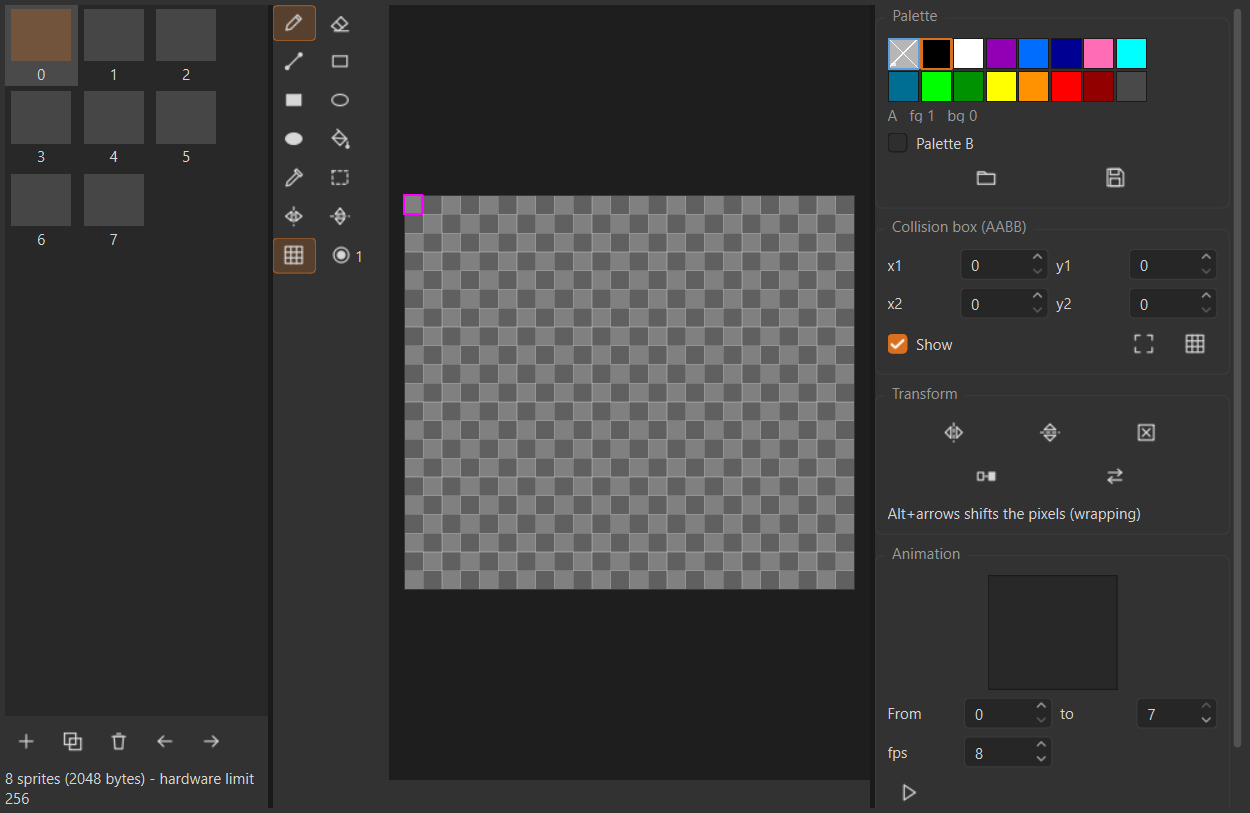 0 1 2
3 4 5
6 7
8 sprites (2048 bytes) - hardware limit
256
1
Palette
A fg 1 bg 0
Palette B
Collision box (AABB)
x1 0 y1 0
x2 0 y2 0
Show
Transform
Alt+arrows shifts the pixels (wrapping)
Animation
From 0 to 7
fps 8